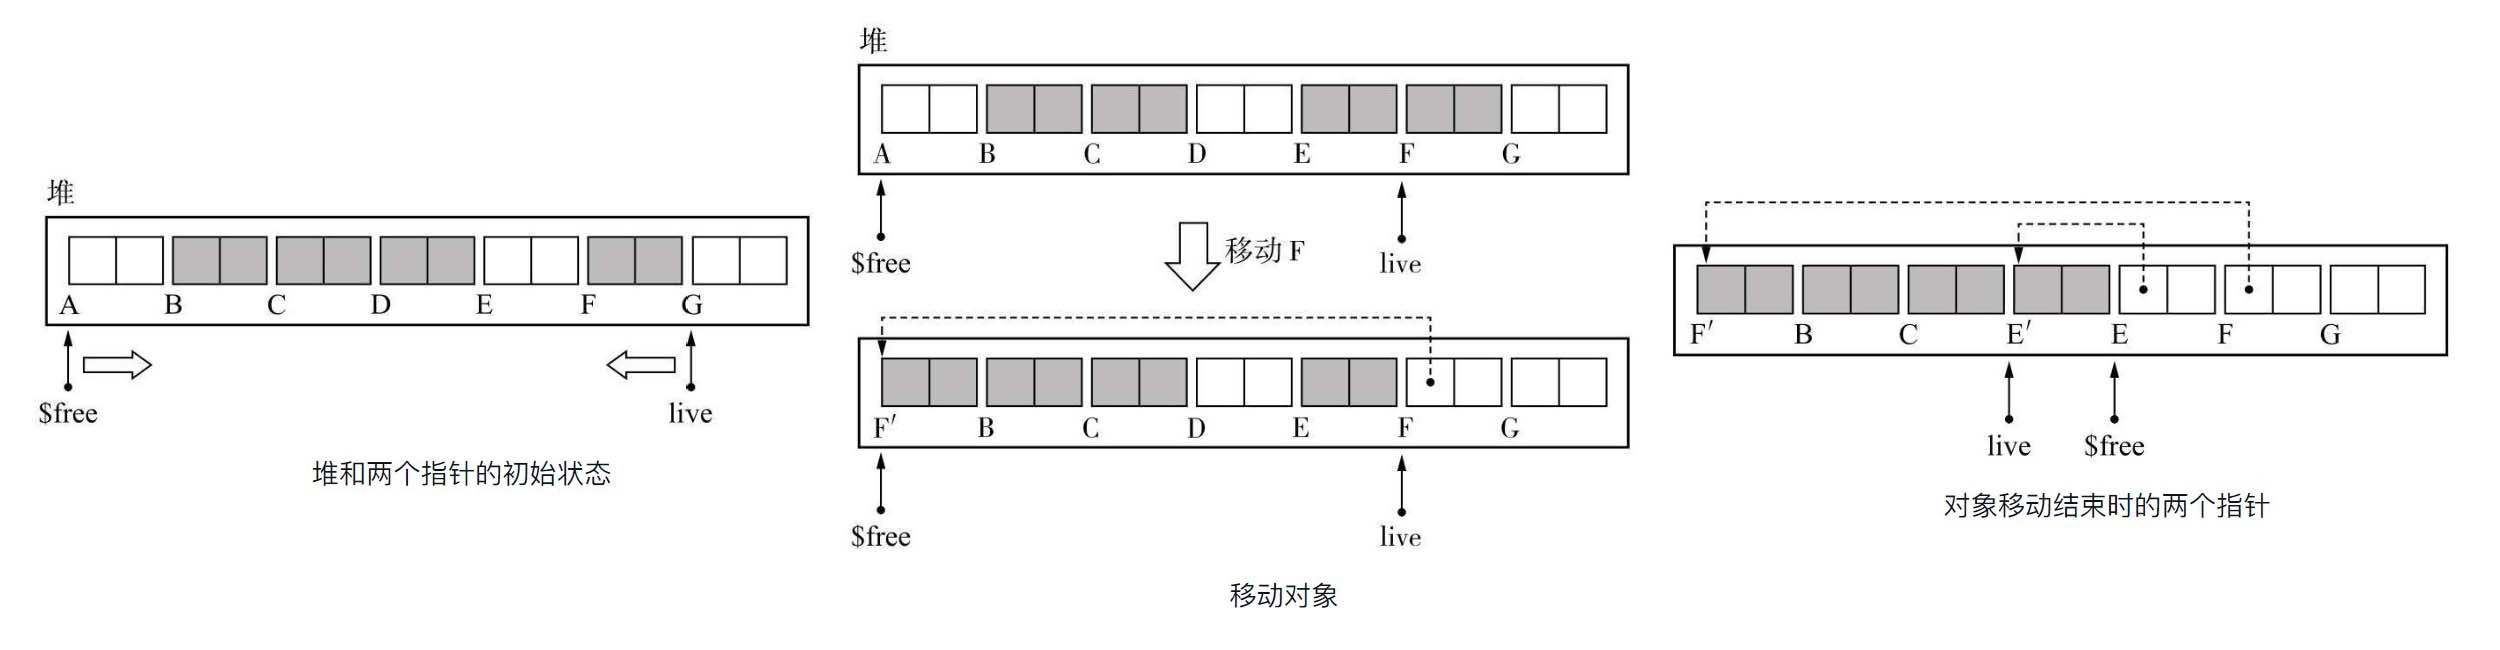 堆
A B C D E F G
$free live
堆和两个指针的初始状态
堆
A B C D E F G
$free live
移动 F
F′ B C D E F G
$free live
移动对象
F′ B C E′ E F G
live $free
对象移动结束时的两个指针